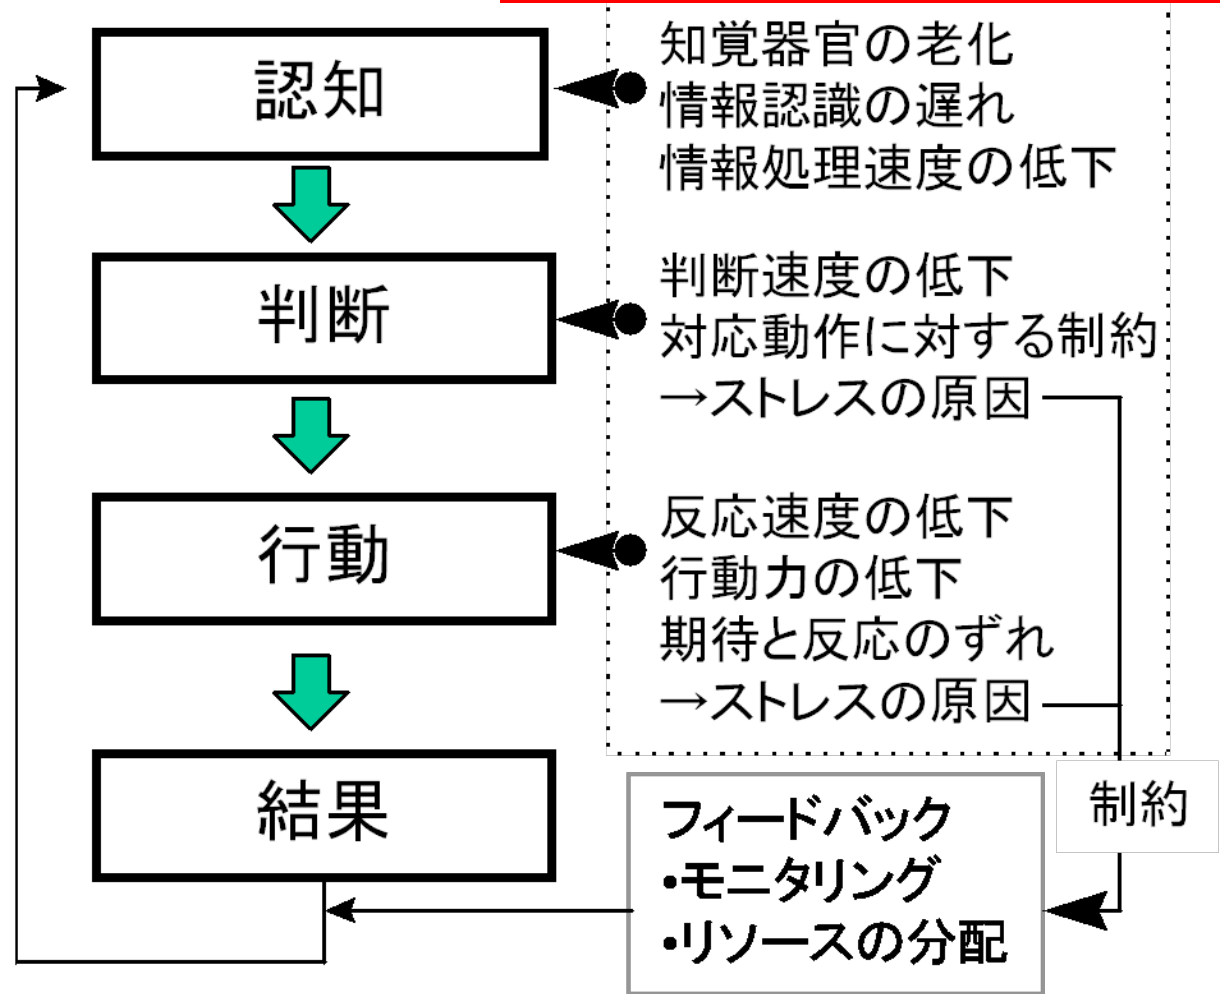 認知
知覚器官の老化
情報認識の遅れ
情報処理速度の低下
判断
判断速度の低下
対応動作に対する制約
→ストレスの原因
行動
反応速度の低下
行動力の低下
期待と反応のずれ
→ストレスの原因
結果
制約
フィードバック
・モニタリング
・リソースの分配